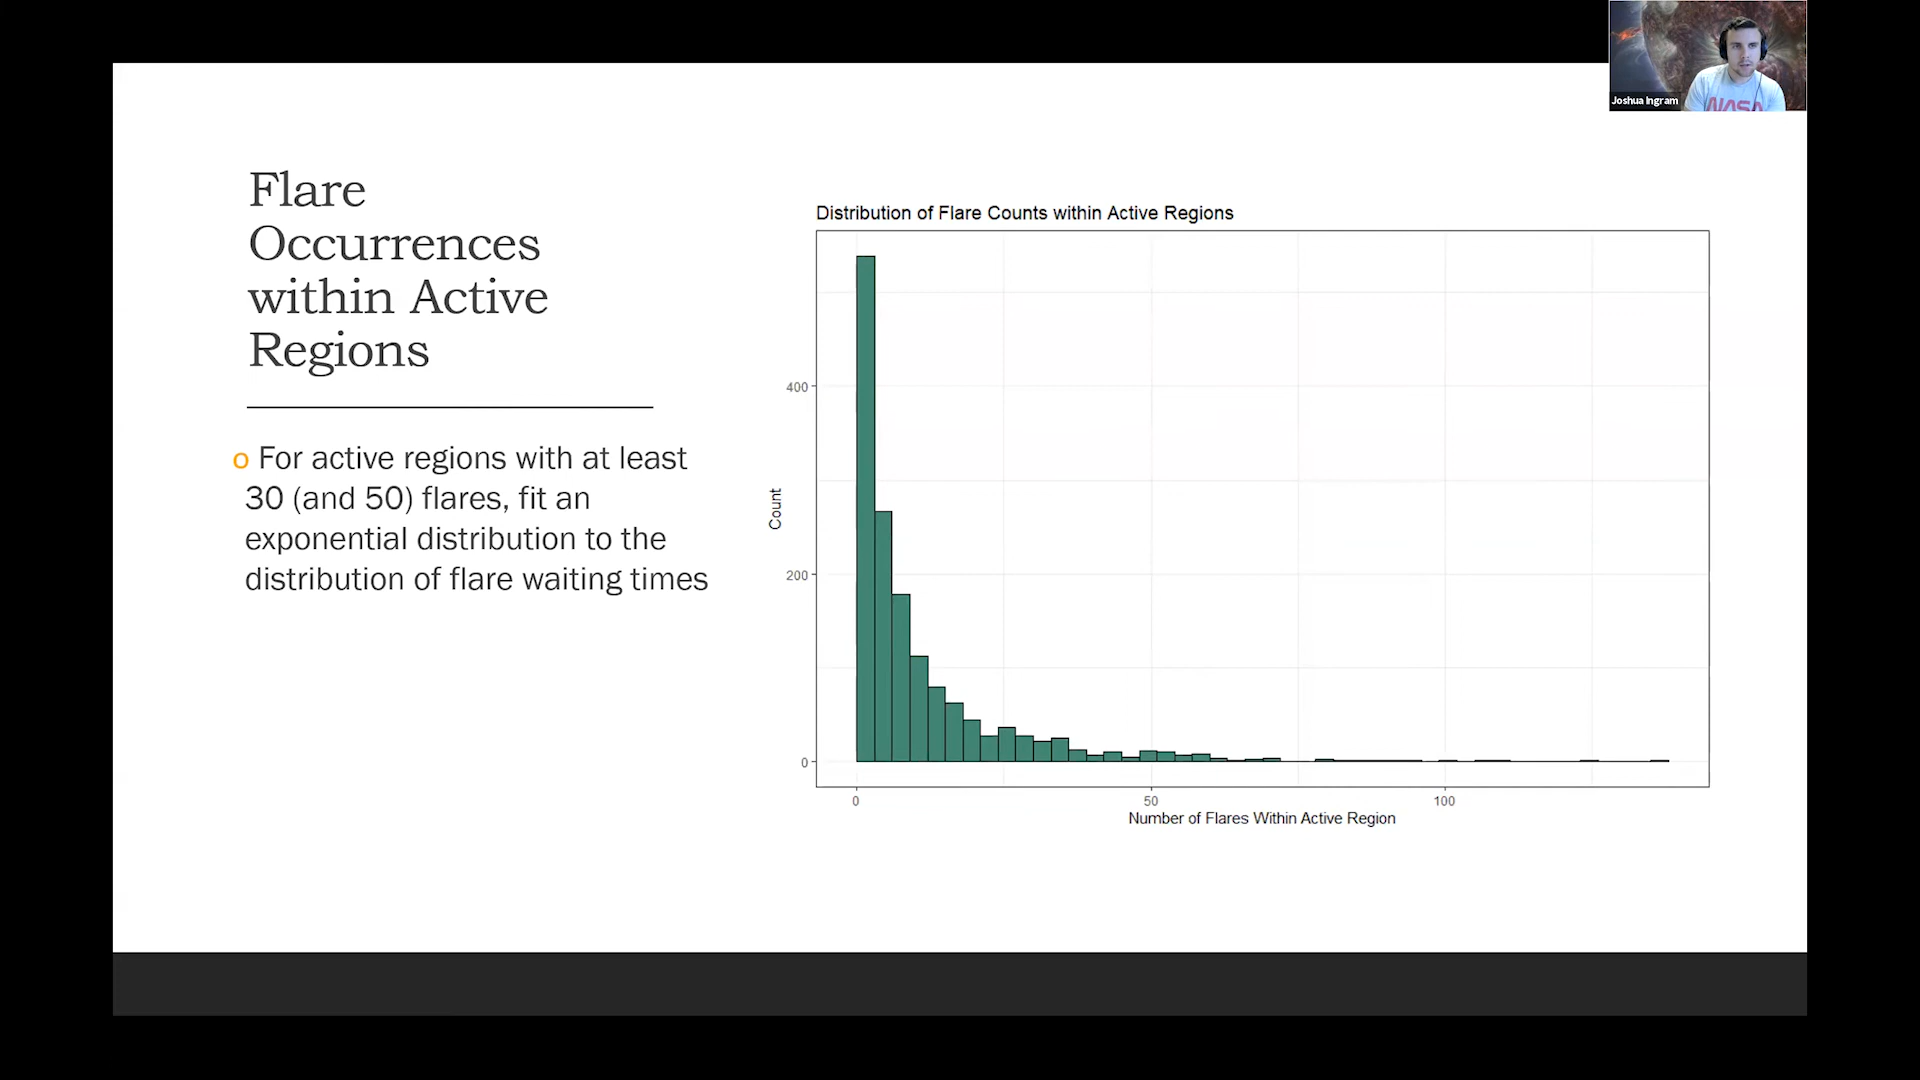 Joshua Ingram
NASA
Flare
Occurrences
within Active
Regions
o For active regions with at least
30 (and 50) flares, fit an
exponential distribution to the
distribution of flare waiting times
Distribution of Flare Counts within Active Regions
Count
400
200
0
0
50
100
Number of Flares Within Active Region